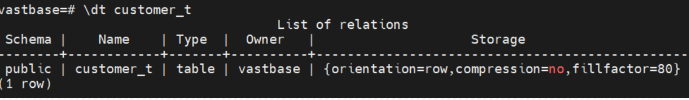 vastbase=# \dt customer_t
List of relations
Schema | Name | Type | Owner | Storage
--------+------------+-------+----------+------------------------------------------------------
public | customer_t | table | vastbase | {orientation=row,compression=no,fillfactor=80}
(1 row)